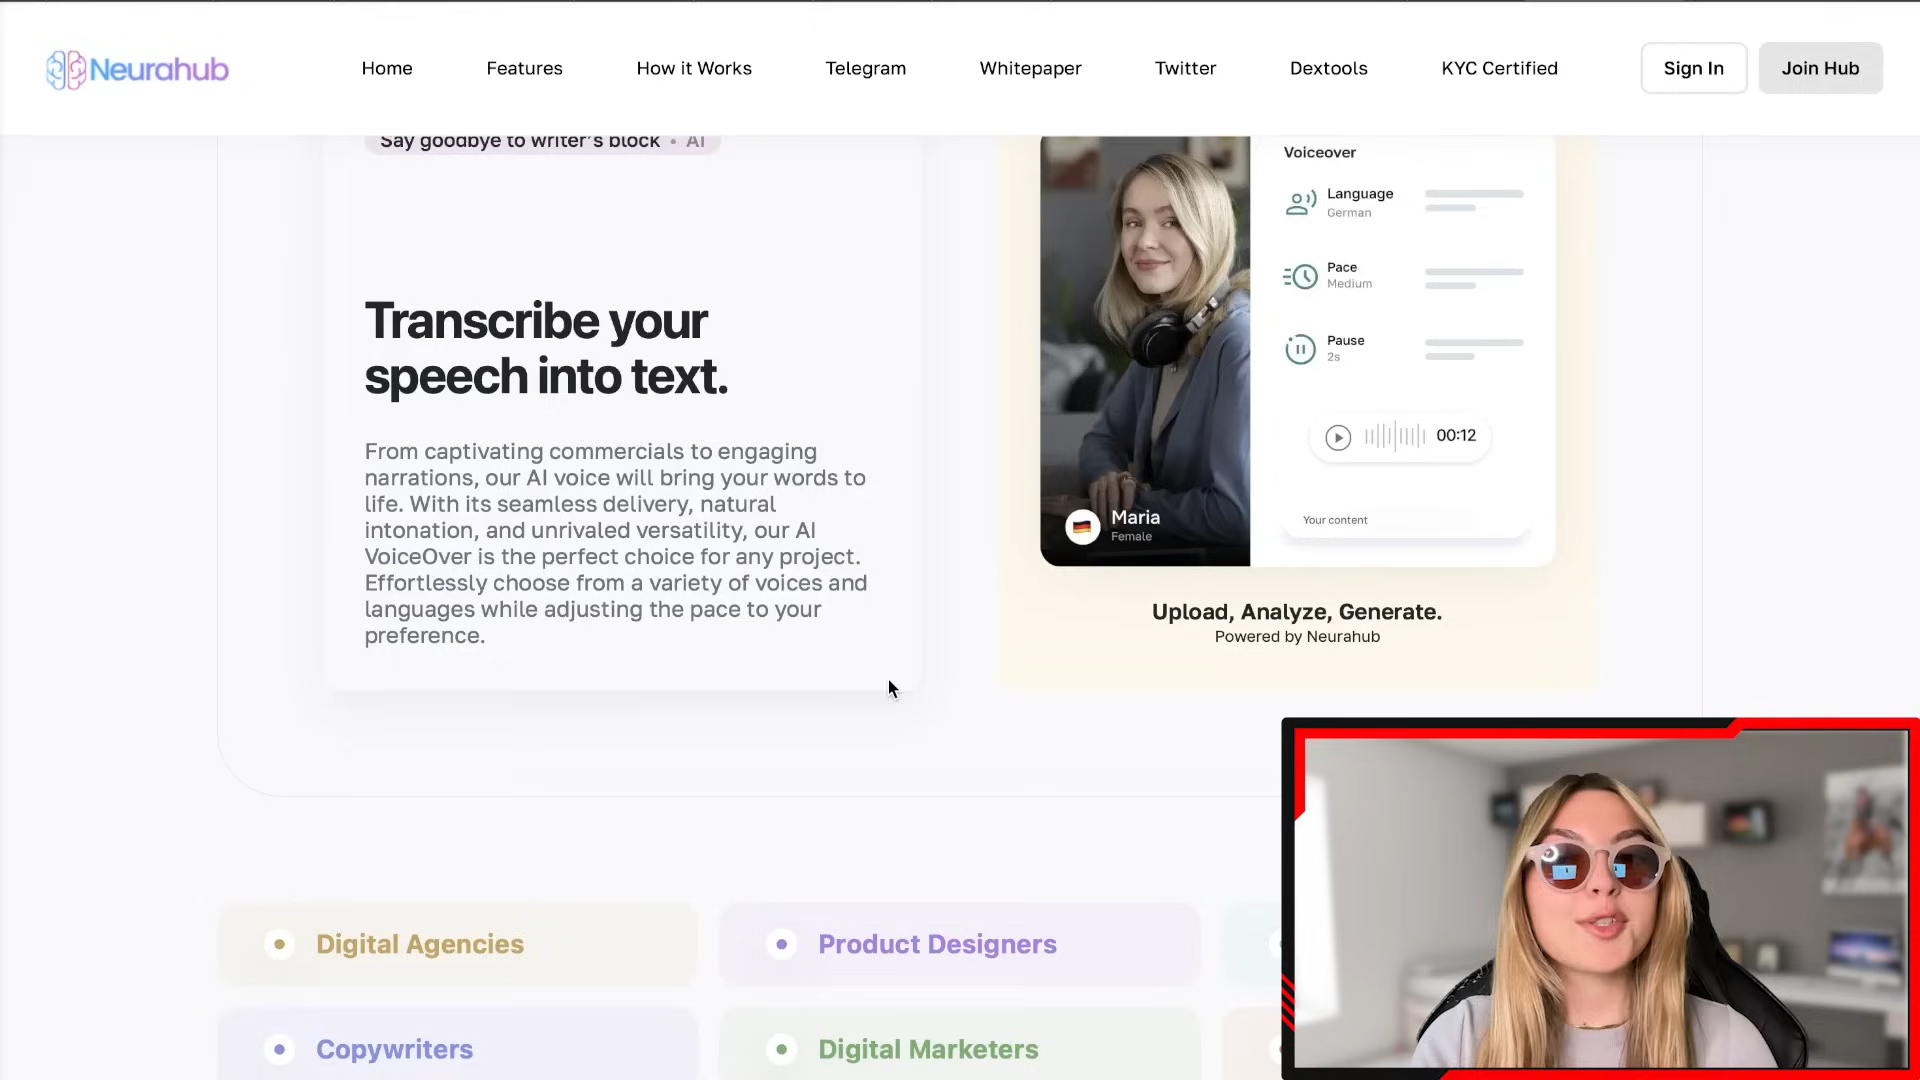 Neurahub
Home
Features
How it Works
Telegram
Whitepaper
Twitter
Dextools
KYC Certified
Sign In
Join Hub
Say goodbye to writer's block • AI
Transcribe your
speech into text.
From captivating commercials to engaging
narrations, our AI voice will bring your words to
life. With its seamless delivery, natural
intonation, and unrivaled versatility, our AI
VoiceOver is the perfect choice for any project.
Effortlessly choose from a variety of voices and
languages while adjusting the pace to your
preference.
Voiceover
Language
German
Pace
Medium
Pause
2s
00:12
Your content
Maria
Female
Upload, Analyze, Generate.
Powered by Neurahub
Digital Agencies
Product Designers
Copywriters
Digital Marketers